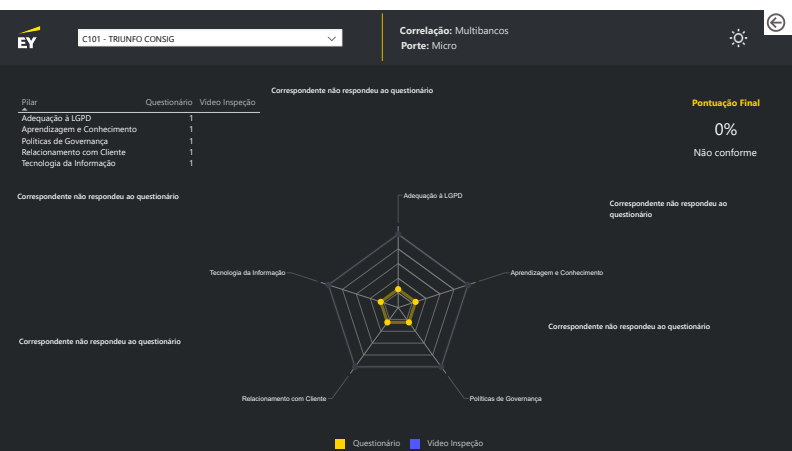 EY
C101 - TRIUNFO CONSIG
Correlação: Multibancos
Porte: Micro
Correspondente não respondeu ao questionário
Pilar Questionário Vídeo Inspeção
Adequação à LGPD 1
Aprendizagem e Conhecimento 1
Políticas de Governança 1
Relacionamento com Cliente 1
Tecnologia da Informação 1
Pontuação Final
0%
Não conforme
Correspondente não respondeu ao questionário
Adequação à LGPD
Correspondente não respondeu ao
questionário
Tecnologia da Informação
Aprendizagem e Conhecimento
Correspondente não respondeu ao questionário
Correspondente não respondeu ao questionário
Relacionamento com Cliente
Políticas de Governança
Questionário Vídeo Inspeção